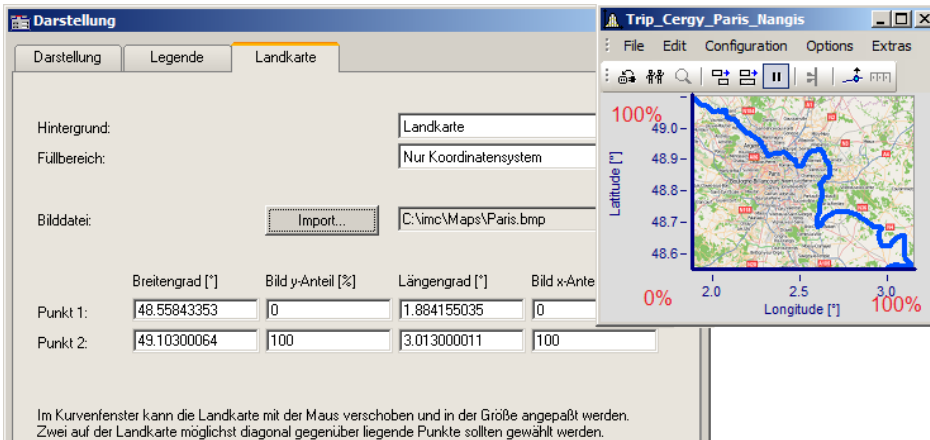 Darstellung
Darstellung Legende Landkarte
Hintergrund: Landkarte
Füllbereich: Nur Koordinatensystem
Bilddatei: Import... C:\imc\Maps\Paris.bmp
Breitengrad [°] Bild y-Anteil [%] Längengrad [°] Bild x-Ante
Punkt 1: 48.55843353 0 1.884155035 0
Punkt 2: 49.10300064 100 3.013000011 100
Im Kurvenfenster kann die Landkarte mit der Maus verschoben und in der Größe angepaßt werden.
Zwei auf der Landkarte möglichst diagonal gegenüber liegende Punkte sollten gewählt werden.
Trip_Cergy_Paris_Nangis
File Edit Configuration Options Extras
100%
49.0
48.9
48.8
48.7
48.6
Latitude [°]
Paris
0%
2.0 2.5 3.0
Longitude [°]
100%